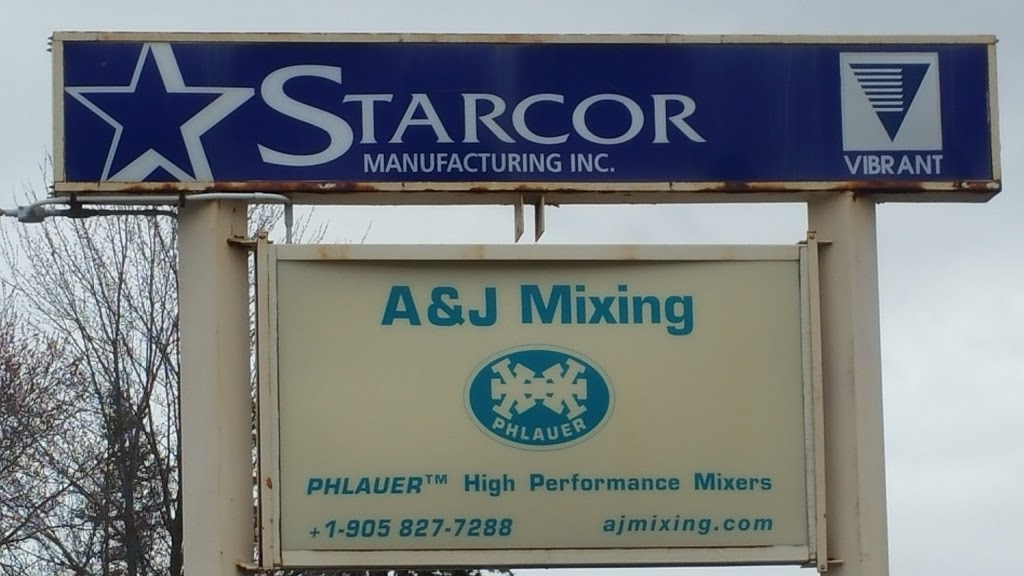 STARCOR
MANUFACTURING INC.
VIBRANT
A&J Mixing
PHLAUER
PHLAUER™ High Performance Mixers
+1-905 827-7288 ajmixing.com